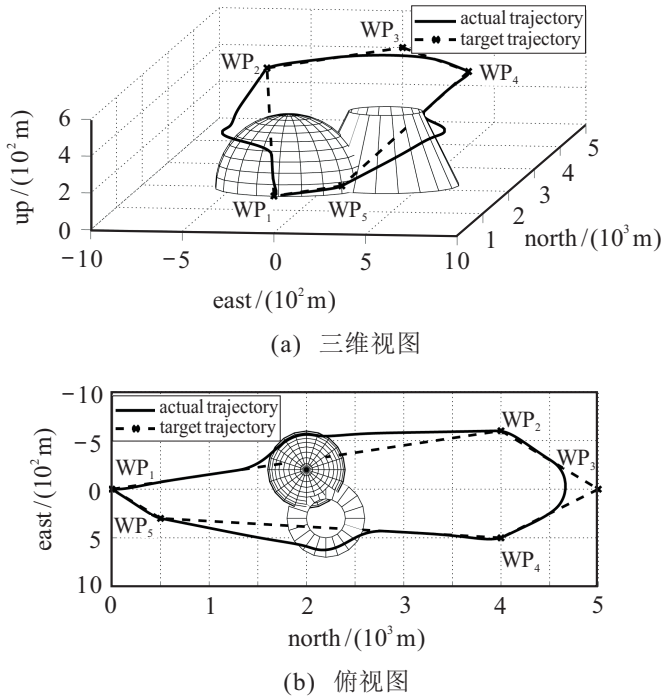 actual trajectory
target trajectory
WP₃
WP₂
WP₄
6
4
2
0
up/(10² m)
WP₁
WP₅
−10
−5
0
5
10
east/(10² m)
1
2
3
4
5
north/(10³ m)
(a) 三维视图
actual trajectory
target trajectory
−10
−5
0
5
10
east/(10² m)
WP₁
WP₂
WP₃
WP₅
WP₄
0
1
2
3
4
5
north/(10³ m)
(b) 俯视图